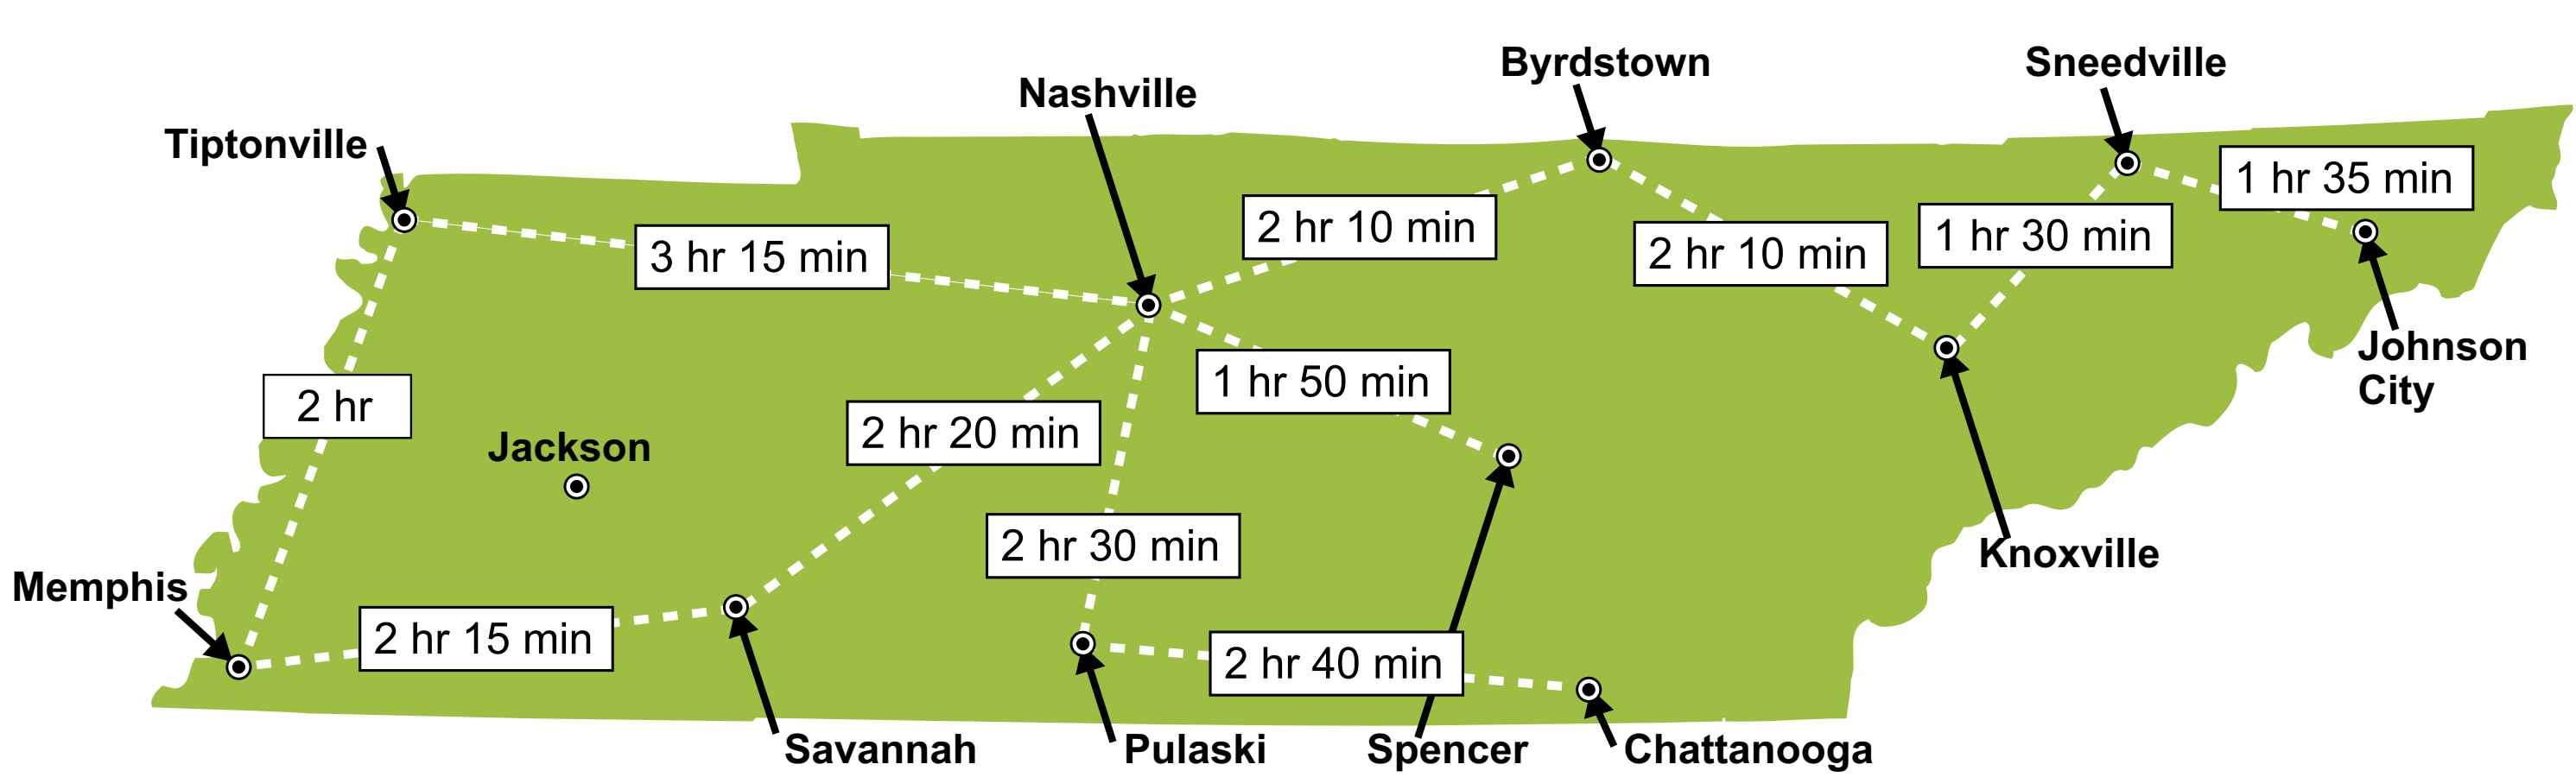 Byrdstown
Sneedville
Nashville
Tiptonville
1 hr 35 min
2 hr 10 min
1 hr 30 min
3 hr 15 min
2 hr 10 min
Johnson
City
1 hr 50 min
2 hr
2 hr 20 min
Jackson
2 hr 30 min
Knoxville
Memphis
2 hr 15 min
2 hr 40 min
Savannah
Pulaski
Spencer
Chattanooga